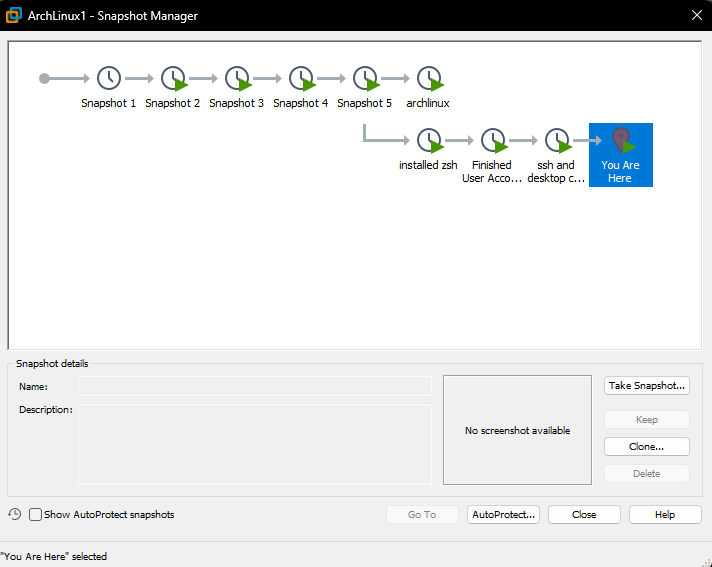 ArchLinux1 - Snapshot Manager
Snapshot 1
Snapshot 2
Snapshot 3
Snapshot 4
Snapshot 5
archlinux
installed zsh
Finished
User Acco...
ssh and
desktop c...
You Are
Here
Snapshot details
Name:
Description:
No screenshot available
Take Snapshot...
Keep
Clone...
Delete
Show AutoProtect snapshots
Go To
AutoProtect...
Close
Help
"You Are Here" selected